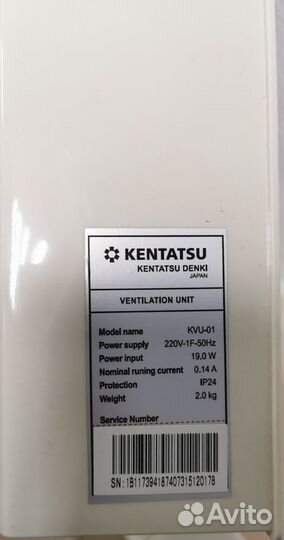 KENTATSU
KENTATSU DENKI
JAPAN
VENTILATION UNIT
Model name KVU-01
Power supply 220V-1F-50Hz
Power input 19.0 W
Nominal runing current 0.14 A
Protection IP24
Weight 2.0 kg
Service Number
SN: 1B117394187407315120178
Avito